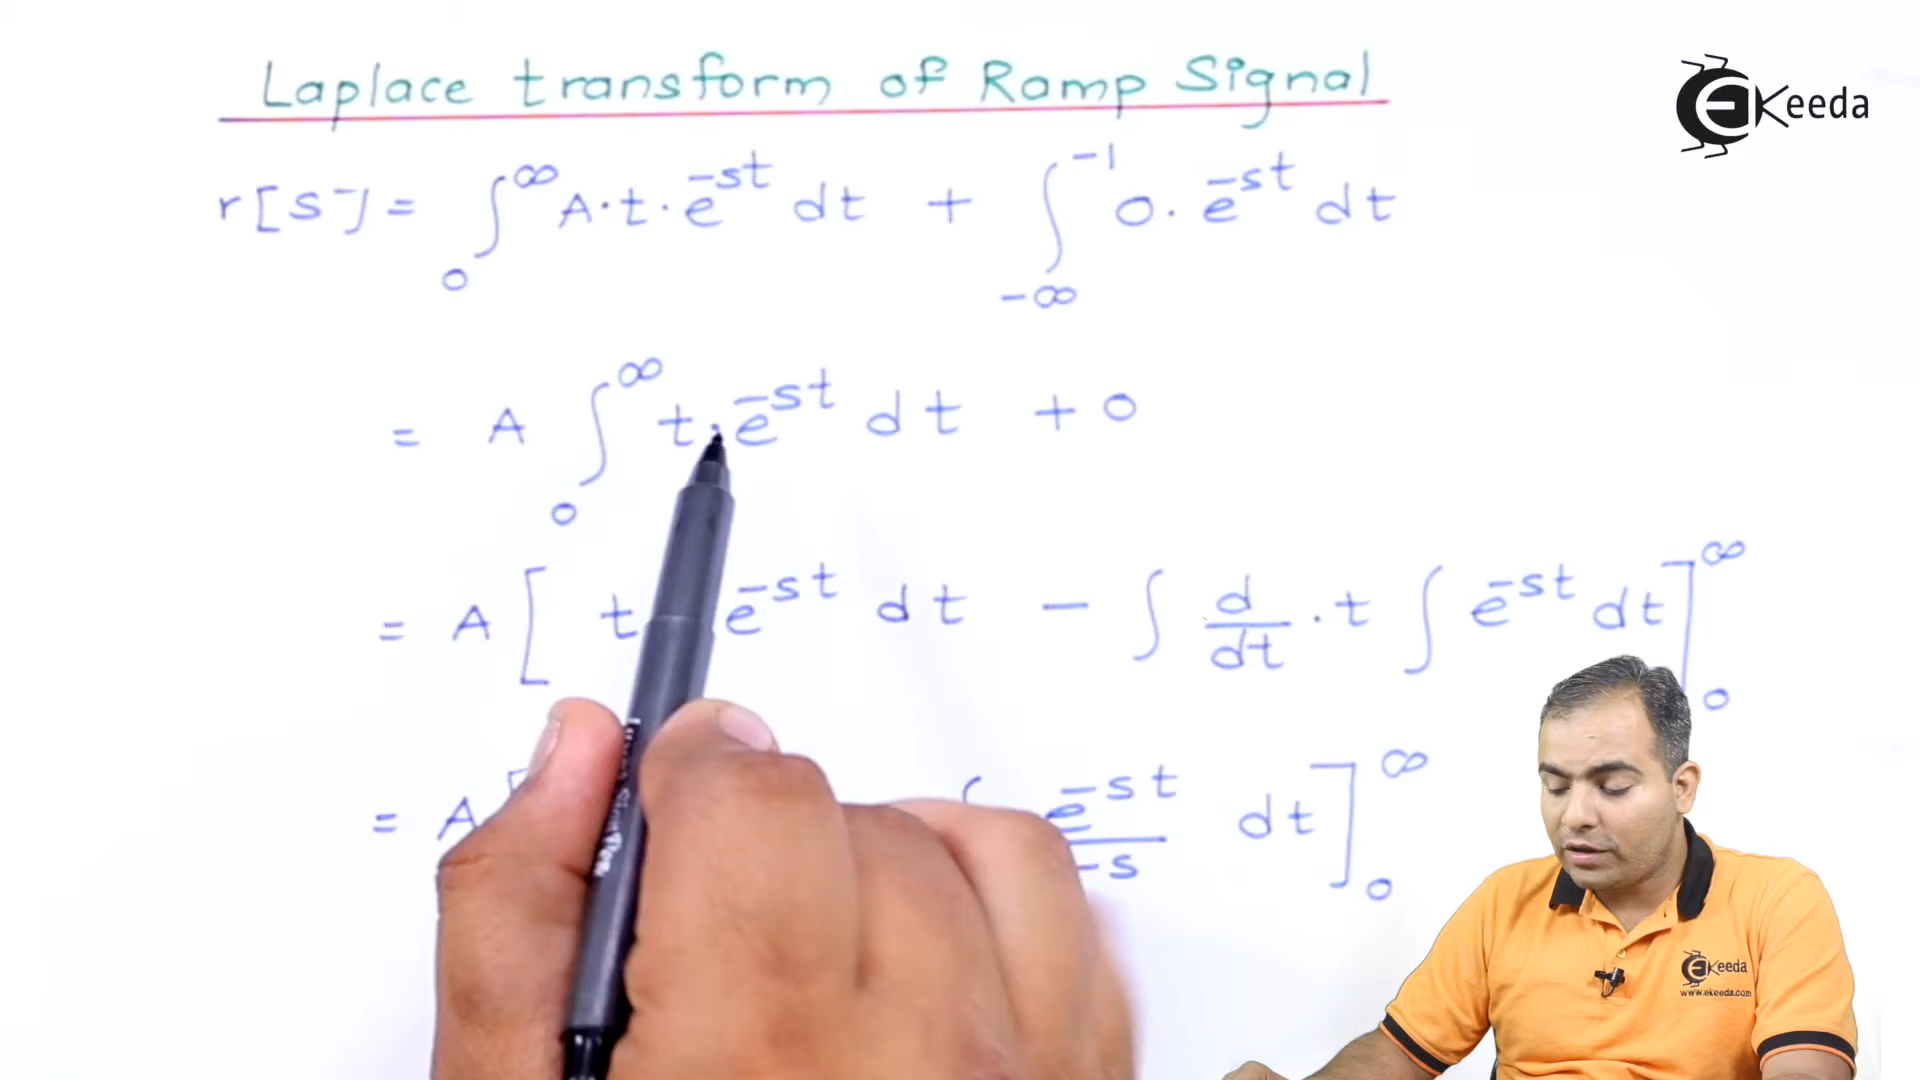 Laplace transform of Ramp Signal
EKeeda
r[s] = ∫₀^∞ A·t·e^-st dt + ∫_-∞^-1 0·e^-st dt
= A ∫₀^∞ t·e^-st dt + 0
= A [ t e^-st dt - ∫ d/dt · t ∫ e^-st dt ]₀^∞
= A [ e^-st/-s dt ]₀^∞
EKeeda
www.ekeeda.com